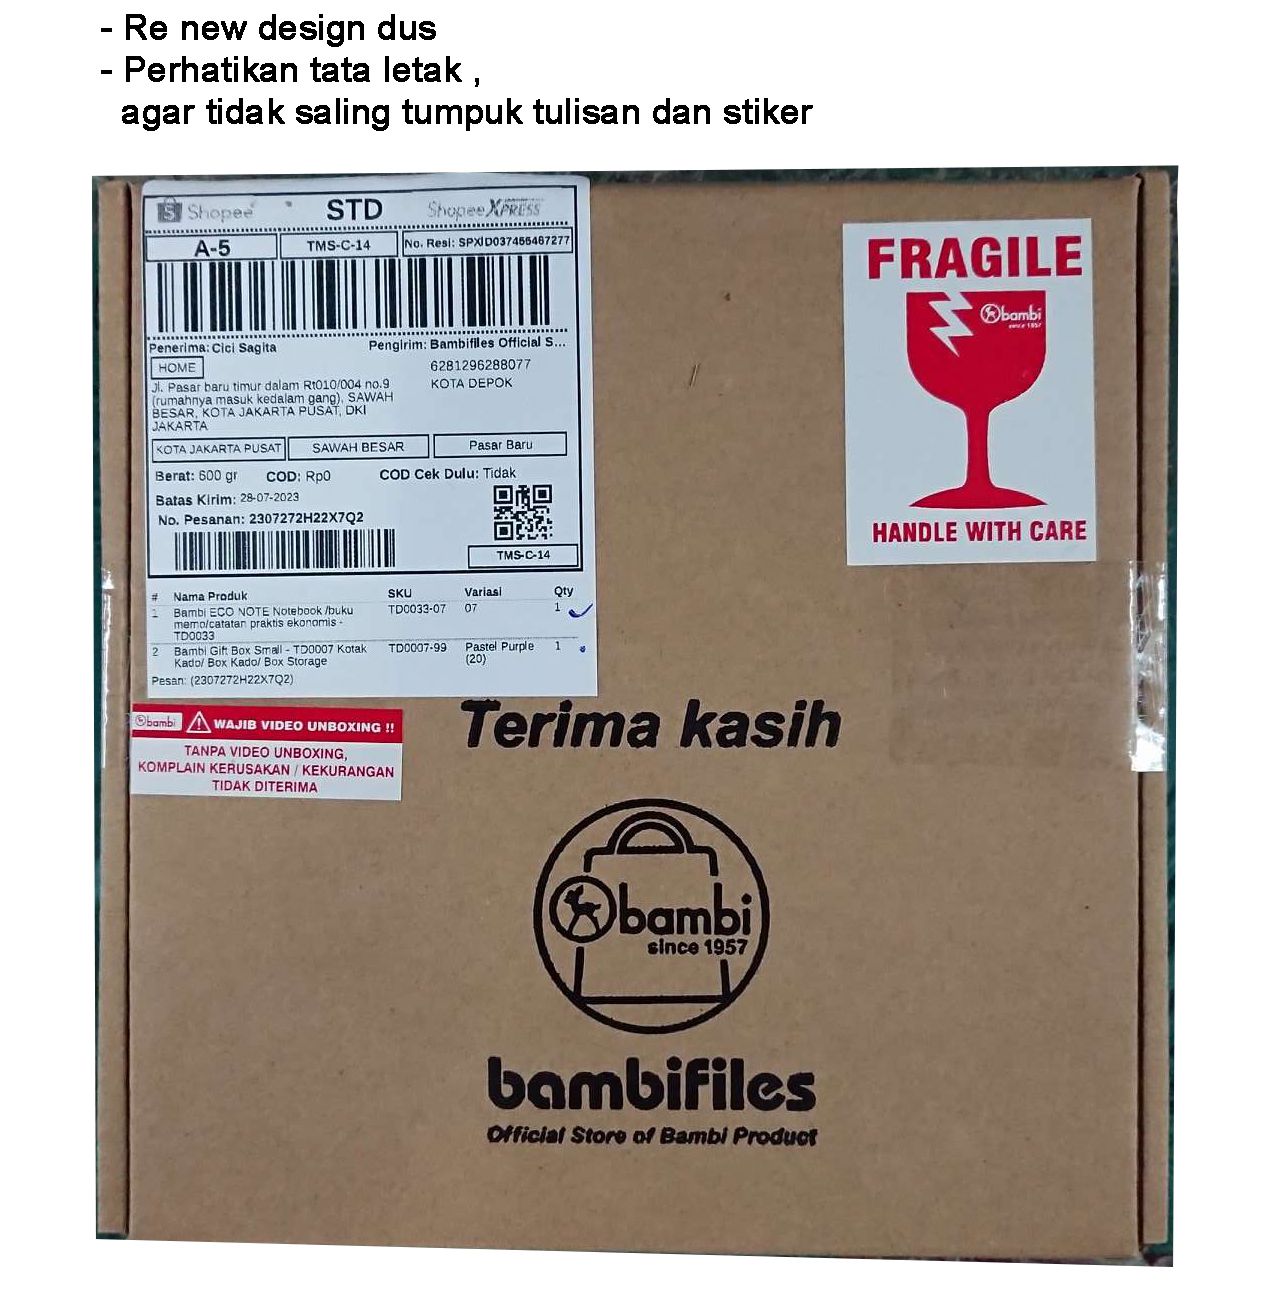 - Re new design dus
- Perhatikan tata letak ,
agar tidak saling tumpuk tulisan dan stiker
Shopee STD Shopee XPRESS
A-5 TMS-C-14 No. Resi: SPXID037455467277
Penerima: Cici Sagita Pengirim: Bambifiles Official S...
HOME 6281296288077
Jl. Pasar baru timur dalam Rt010/004 no.9 KOTA DEPOK
(rumahnya masuk kedalam gang), SAWAH
BESAR, KOTA JAKARTA PUSAT, DKI
JAKARTA
KOTA JAKARTA PUSAT SAWAH BESAR Pasar Baru
Berat: 600 gr COD: Rp0 COD Cek Dulu: Tidak
Batas Kirim: 28-07-2023
No. Pesanan: 2307272H22X7Q2
TMS-C-14
# Nama Produk SKU Variasi Qty
1 Bambi ECO NOTE Notebook /buku TD0033-07 07 1
memo/catatan praktis ekonomis -
TD0033
2 Bambi Gift Box Small - TD0007 Kotak TD0007-99 Pastel Purple 1
Kado/ Box Kado/ Box Storage (20)
Pesan: (2307272H22X7Q2)
FRAGILE
bambi
since 1957
HANDLE WITH CARE
bambi WAJIB VIDEO UNBOXING !!
TANPA VIDEO UNBOXING,
KOMPLAIN KERUSAKAN / KEKURANGAN
TIDAK DITERIMA
Terima kasih
bambi
since 1957
bambifiles
Official Store of Bambi Product